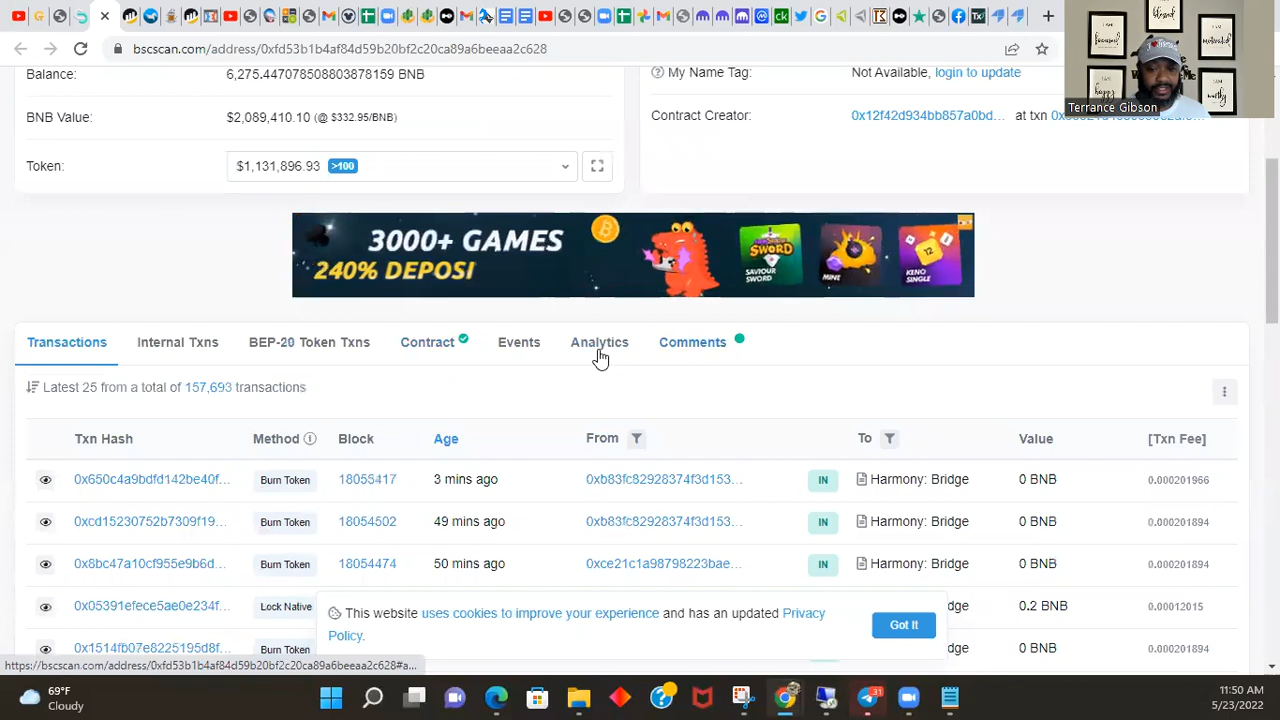 bscscan.com/address/0xfd53b1b4af84d59b20bf2c20ca89a6beeaa2c628
Balance: 6,275.447078508803878159 BNB
My Name Tag: Not Available, login to update
BNB Value: $2,089,410.10 (@ $332.95/BNB)
Contract Creator: 0x12f42d934bb857a0bd... at txn
Token: $1,131,896.93 >100
Terrance Gibson
3000+ GAMES
240% DEPOSI
SAVIOUR SWORD
MINE
KENO SINGLE
Transactions Internal Txns BEP-20 Token Txns Contract Events Analytics Comments
Latest 25 from a total of 157,693 transactions
Txn Hash Method Block Age From To Value [Txn Fee]
0x650c4a9bdfd142be40f... Burn Token 18055417 3 mins ago 0xb83fc82928374f3d153... IN Harmony: Bridge 0 BNB 0.000201966
0xcd15230752b7309f19... Burn Token 18054502 49 mins ago 0xb83fc82928374f3d153... IN Harmony: Bridge 0 BNB 0.000201894
0x8bc47a10cf955e9b6d... Burn Token 18054474 50 mins ago 0xce21c1a98798223bae... IN Harmony: Bridge 0 BNB 0.000201894
0x05391efece5ae0e234f... Lock Native 0.2 BNB 0.00012015
0x1514fb07e8225195d8f... Burn Token 0 BNB 0.000201894
This website uses cookies to improve your experience and has an updated Privacy
Policy.
Got It
https://bscscan.com/address/0xfd53b1b4af84d59b20bf2c20ca89a6beeaa2c628#a...
69°F
Cloudy
31
11:50 AM
5/23/2022